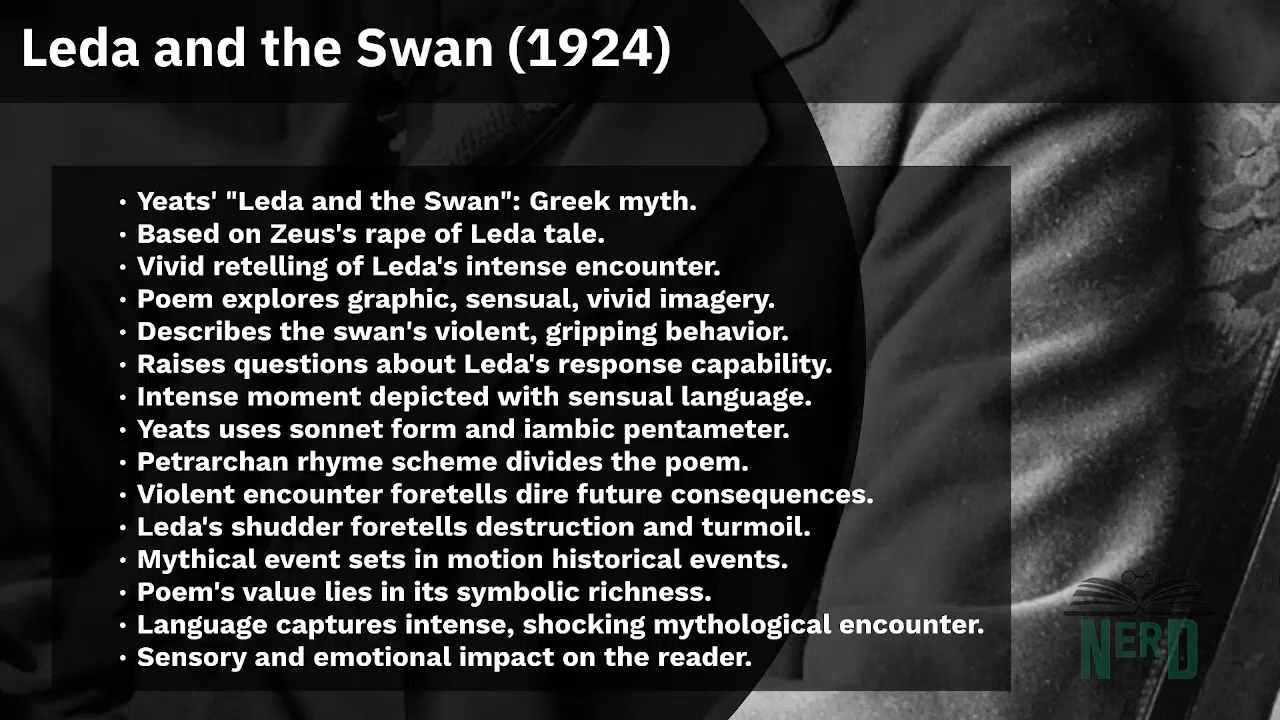 Leda and the Swan (1924)
• Yeats' "Leda and the Swan": Greek myth.
• Based on Zeus's rape of Leda tale.
• Vivid retelling of Leda's intense encounter.
• Poem explores graphic, sensual, vivid imagery.
• Describes the swan's violent, gripping behavior.
• Raises questions about Leda's response capability.
• Intense moment depicted with sensual language.
• Yeats uses sonnet form and iambic pentameter.
• Petrarchan rhyme scheme divides the poem.
• Violent encounter foretells dire future consequences.
• Leda's shudder foretells destruction and turmoil.
• Mythical event sets in motion historical events.
• Poem's value lies in its symbolic richness.
• Language captures intense, shocking mythological encounter.
• Sensory and emotional impact on the reader.
NERD